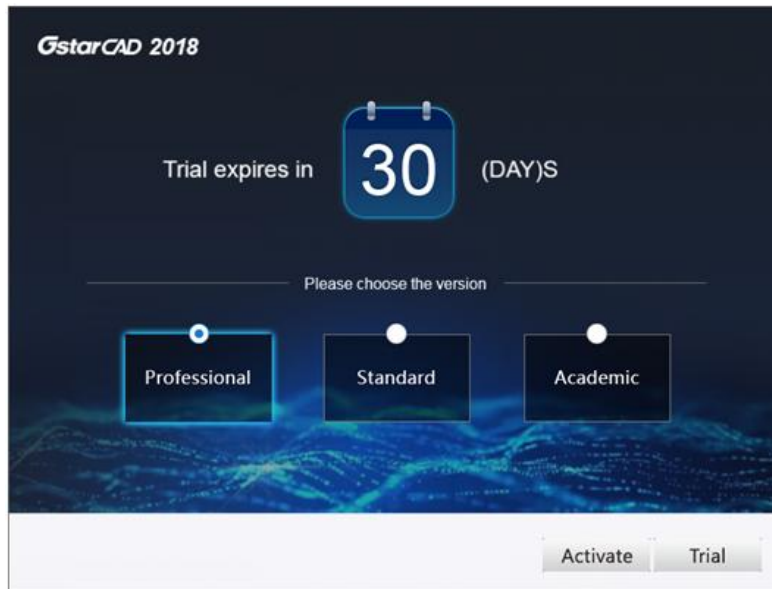 GstarCAD 2018
Trial expires in 30 (DAY)S
Please choose the version
Professional Standard Academic
Activate Trial